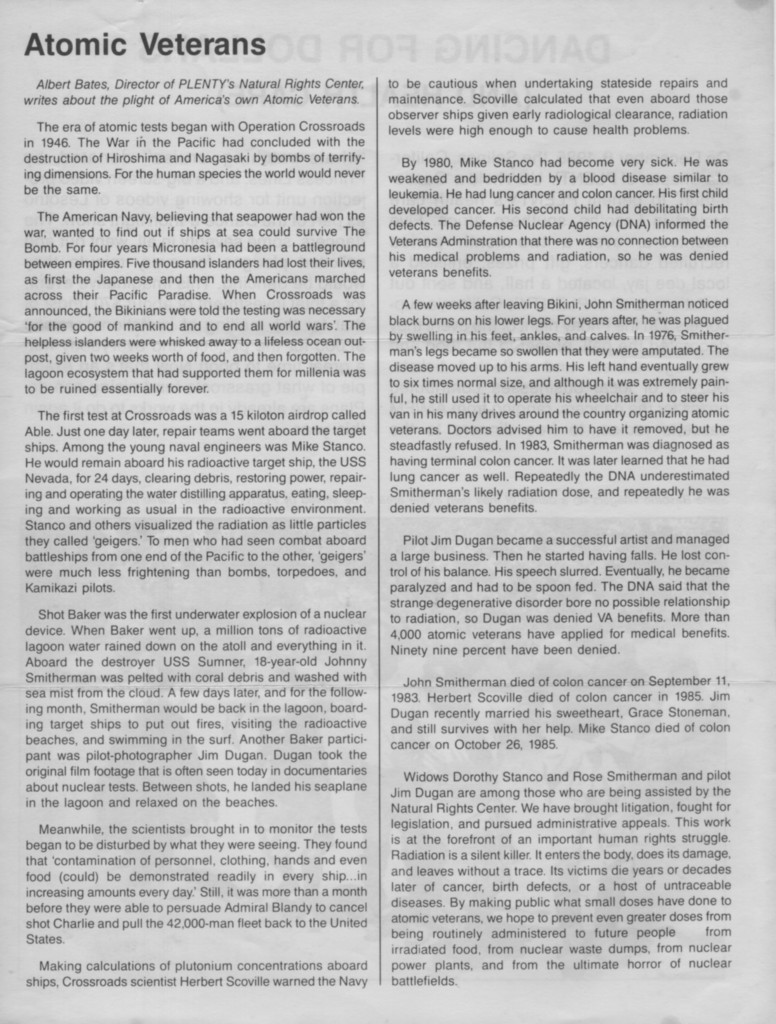 Atomic Veterans
Albert Bates, Director of PLENTY's Natural Rights Center,
writes about the plight of America's own Atomic Veterans.
The era of atomic tests began with Operation Crossroads
in 1946. The War in the Pacific had concluded with the
destruction of Hiroshima and Nagasaki by bombs of terrify-
ing dimensions. For the human species the world would never
be the same.
The American Navy, believing that seapower had won the
war, wanted to find out if ships at sea could survive The
Bomb. For four years Micronesia had been a battleground
between empires. Five thousand islanders had lost their lives,
as first the Japanese and then the Americans marched
across their Pacific Paradise. When Crossroads was
announced, the Bikinians were told the testing was necessary
'for the good of mankind and to end all world wars'. The
helpless islanders were whisked away to a lifeless ocean out-
post, given two weeks worth of food, and then forgotten. The
lagoon ecosystem that had supported them for millenia was
to be ruined essentially forever.
The first test at Crossroads was a 15 kiloton airdrop called
Able. Just one day later, repair teams went aboard the target
ships. Among the young naval engineers was Mike Stanco.
He would remain aboard his radioactive target ship, the USS
Nevada, for 24 days, clearing debris, restoring power, repair-
ing and operating the water distilling apparatus, eating, sleep-
ing and working as usual in the radioactive environment.
Stanco and others visualized the radiation as little particles
they called 'geigers.' To men who had seen combat aboard
battleships from one end of the Pacific to the other, 'geigers'
were much less frightening than bombs, torpedoes, and
Kamikazi pilots.
Shot Baker was the first underwater explosion of a nuclear
device. When Baker went up, a million tons of radioactive
lagoon water rained down on the atoll and everything in it.
Aboard the destroyer USS Sumner, 18-year-old Johnny
Smitherman was pelted with coral debris and washed with
sea mist from the cloud. A few days later, and for the follow-
ing month, Smitherman would be back in the lagoon, board-
ing target ships to put out fires, visiting the radioactive
beaches, and swimming in the surf. Another Baker partici-
pant was pilot-photographer Jim Dugan. Dugan took the
original film footage that is often seen today in documentaries
about nuclear tests. Between shots, he landed his seaplane
in the lagoon and relaxed on the beaches.
Meanwhile, the scientists brought in to monitor the tests
began to be disturbed by what they were seeing. They found
that 'contamination of personnel, clothing, hands and even
food (could) be demonstrated readily in every ship...in
increasing amounts every day.' Still, it was more than a month
before they were able to persuade Admiral Blandy to cancel
shot Charlie and pull the 42,000-man fleet back to the United
States.
Making calculations of plutonium concentrations aboard
ships, Crossroads scientist Herbert Scoville warned the Navy
to be cautious when undertaking stateside repairs and
maintenance. Scoville calculated that even aboard those
observer ships given early radiological clearance, radiation
levels were high enough to cause health problems.
By 1980, Mike Stanco had become very sick. He was
weakened and bedridden by a blood disease similar to
leukemia. He had lung cancer and colon cancer. His first child
developed cancer. His second child had debilitating birth
defects. The Defense Nuclear Agency (DNA) informed the
Veterans Adminstration that there was no connection between
his medical problems and radiation, so he was denied
veterans benefits.
A few weeks after leaving Bikini, John Smitherman noticed
black burns on his lower legs. For years after, he was plagued
by swelling in his feet, ankles, and calves. In 1976, Smither-
man's legs became so swollen that they were amputated. The
disease moved up to his arms. His left hand eventually grew
to six times normal size, and although it was extremely pain-
ful, he still used it to operate his wheelchair and to steer his
van in his many drives around the country organizing atomic
veterans. Doctors advised him to have it removed, but he
steadfastly refused. In 1983, Smitherman was diagnosed as
having terminal colon cancer. It was later learned that he had
lung cancer as well. Repeatedly the DNA underestimated
Smitherman's likely radiation dose, and repeatedly he was
denied veterans benefits.
Pilot Jim Dugan became a successful artist and managed
a large business. Then he started having falls. He lost con-
trol of his balance. His speech slurred. Eventually, he became
paralyzed and had to be spoon fed. The DNA said that the
strange degenerative disorder bore no possible relationship
to radiation, so Dugan was denied VA benefits. More than
4,000 atomic veterans have applied for medical benefits.
Ninety nine percent have been denied.
John Smitherman died of colon cancer on September 11,
1983. Herbert Scoville died of colon cancer in 1985. Jim
Dugan recently married his sweetheart, Grace Stoneman,
and still survives with her help. Mike Stanco died of colon
cancer on October 26, 1985.
Widows Dorothy Stanco and Rose Smitherman and pilot
Jim Dugan are among those who are being assisted by the
Natural Rights Center. We have brought litigation, fought for
legislation, and pursued administrative appeals. This work
is at the forefront of an important human rights struggle.
Radiation is a silent killer. It enters the body, does its damage,
and leaves without a trace. Its victims die years or decades
later of cancer, birth defects, or a host of untraceable
diseases. By making public what small doses have done to
atomic veterans, we hope to prevent even greater doses from
being routinely administered to future people from
irradiated food, from nuclear waste dumps, from nuclear
power plants, and from the ultimate horror of nuclear
battlefields.